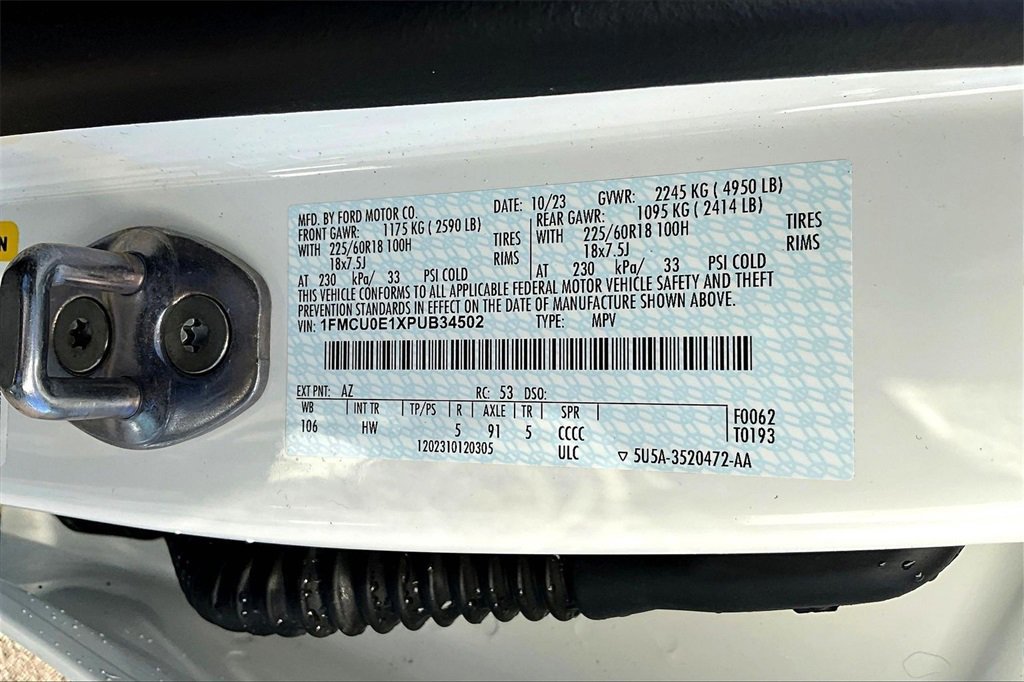 MFD. BY FORD MOTOR CO. DATE: 10/23 GVWR: 2245 KG ( 4950 LB)
FRONT GAWR: 1175 KG ( 2590 LB) REAR GAWR: 1095 KG ( 2414 LB)
WITH 225/60R18 100H TIRES WITH 225/60R18 100H TIRES
18x7.5J RIMS 18x7.5J RIMS
AT 230 kPa/ 33 PSI COLD AT 230 kPa/ 33 PSI COLD
THIS VEHICLE CONFORMS TO ALL APPLICABLE FEDERAL MOTOR VEHICLE SAFETY AND THEFT
PREVENTION STANDARDS IN EFFECT ON THE DATE OF MANUFACTURE SHOWN ABOVE.
VIN: 1FMCU0E1XPUB34502 TYPE: MPV
EXT PNT: AZ RC: 53 DSO:
WB INT TR TP/PS R AXLE TR SPR F0062
106 HW 5 91 5 CCCC T0193
1202310120305 ULC ▽ 5U5A-3520472-AA
N